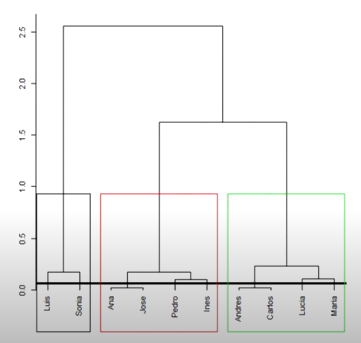 2.5
2.0
1.5
1.0
0.5
0.0
Luis
Sonia
Ana
Jose
Pedro
Ines
Andres
Carlos
Lucia
Maria